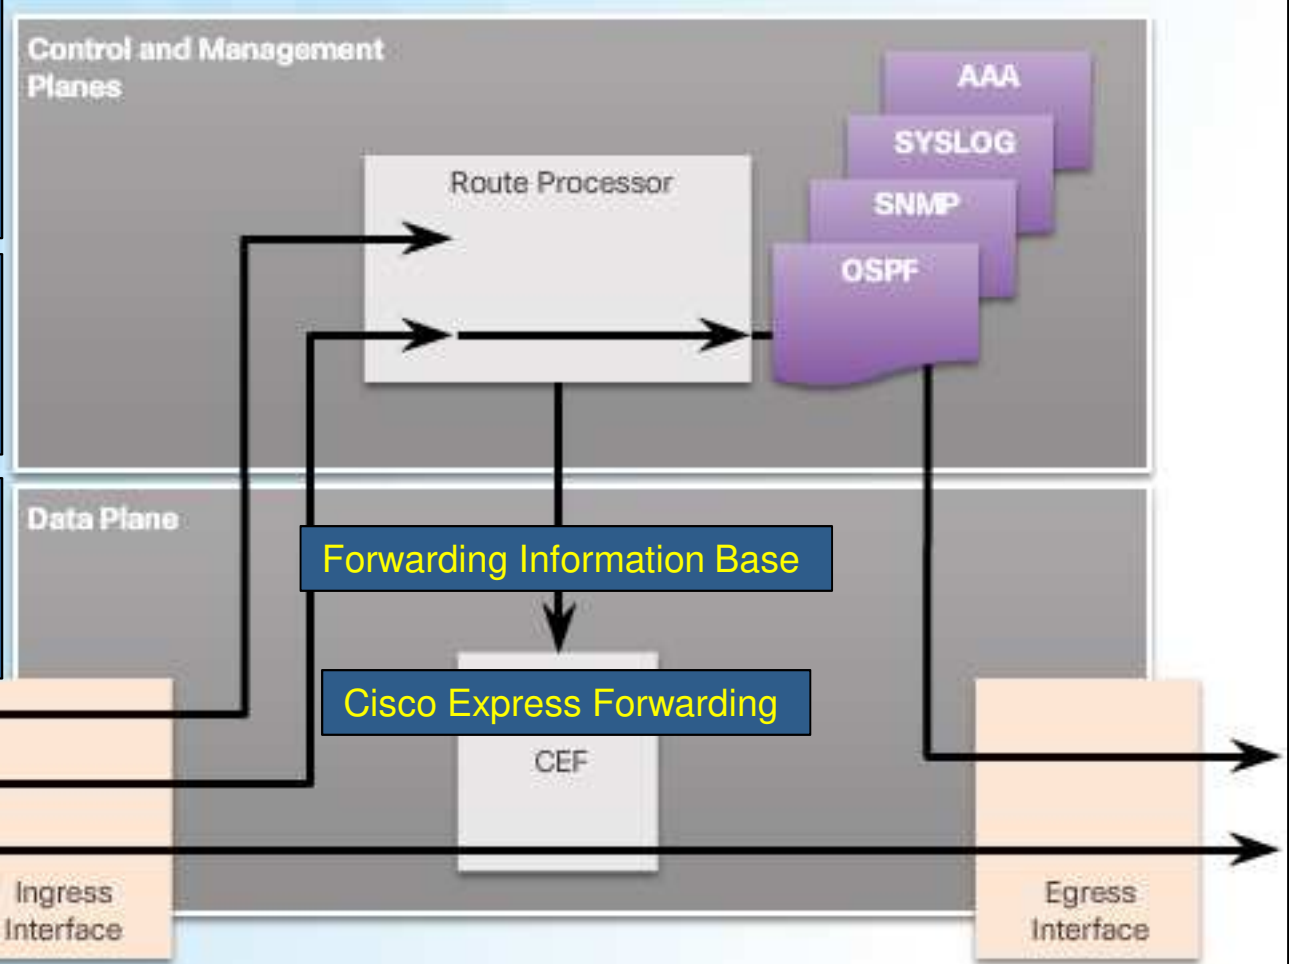 Control and Management
Planes
AAA
SYSLOG
SNMP
OSPF
Route Processor
Data Plane
Forwarding Information Base
Cisco Express Forwarding
CEF
Ingress
Interface
Egress
Interface